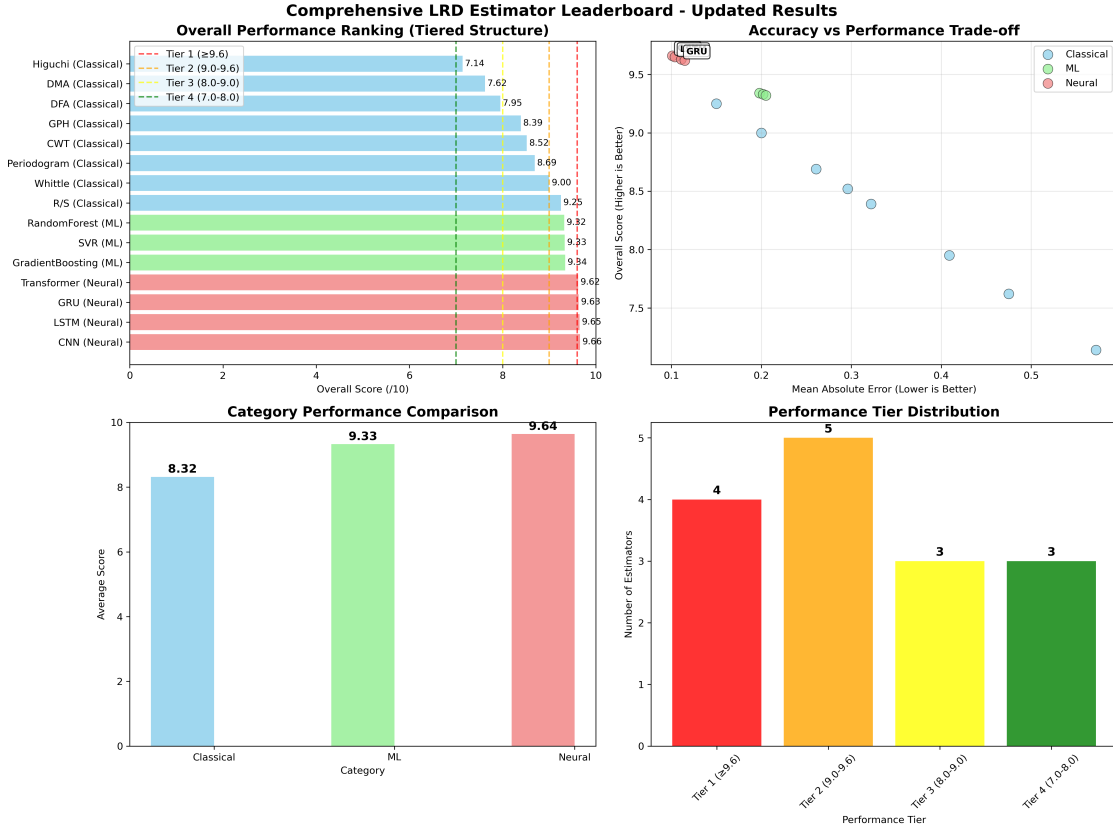 Comprehensive LRD Estimator Leaderboard - Updated Results
Overall Performance Ranking (Tiered Structure)
Tier 1 (≥9.6)
Tier 2 (9.0-9.6)
Tier 3 (8.0-9.0)
Tier 4 (7.0-8.0)
Higuchi (Classical)
7.14
DMA (Classical)
7.62
DFA (Classical)
7.95
GPH (Classical)
8.39
CWT (Classical)
8.52
Periodogram (Classical)
8.69
Whittle (Classical)
9.00
R/S (Classical)
9.25
RandomForest (ML)
9.32
SVR (ML)
9.33
GradientBoosting (ML)
9.34
Transformer (Neural)
9.62
GRU (Neural)
9.63
LSTM (Neural)
9.65
CNN (Neural)
9.66
0 2 4 6 8 10
Overall Score (/10)
Accuracy vs Performance Trade-off
GRU
Classical
ML
Neural
Overall Score (Higher is Better)
9.5
9.0
8.5
8.0
7.5
0.1 0.2 0.3 0.4 0.5
Mean Absolute Error (Lower is Better)
Category Performance Comparison
Average Score
10
8
6
4
2
0
8.32
9.33
9.64
Classical ML Neural
Category
Performance Tier Distribution
Number of Estimators
5
4
3
2
1
0
4
5
3
3
Tier 1 (≥9.6)
Tier 2 (9.0-9.6)
Tier 3 (8.0-9.0)
Tier 4 (7.0-8.0)
Performance Tier